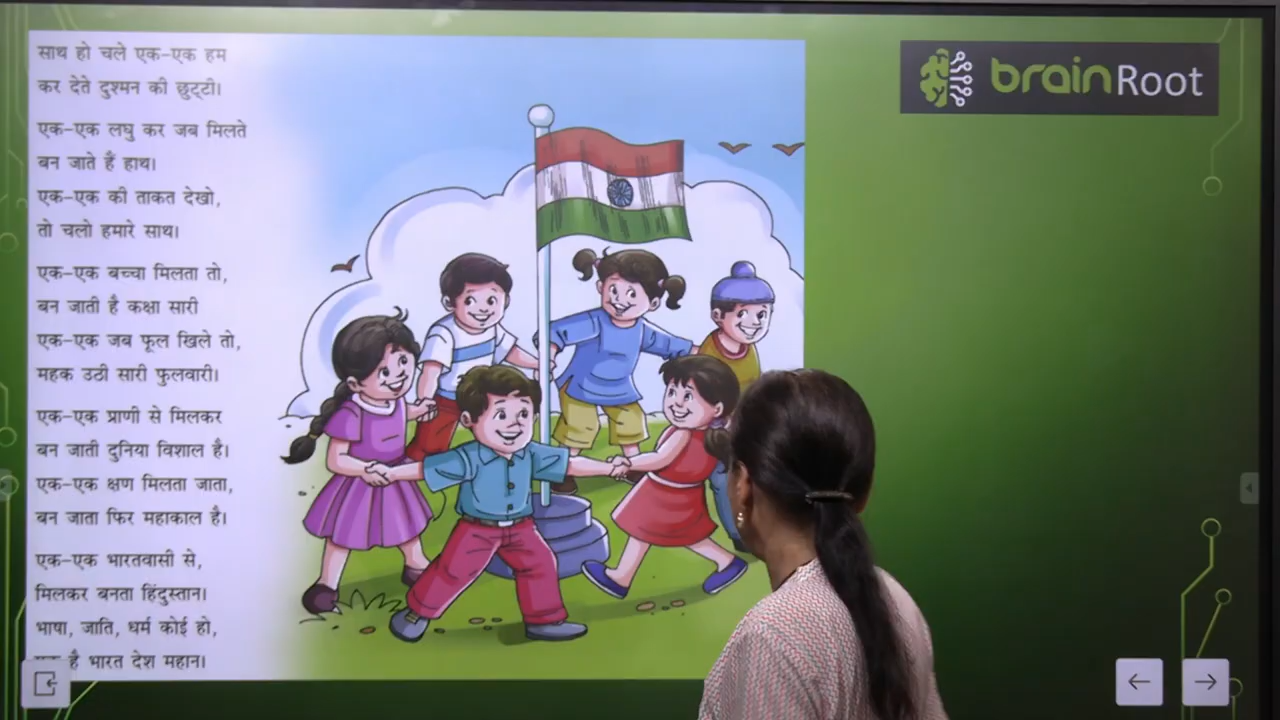 साथ हो चले एक-एक हम
कर देते दुश्मन की छुट्टी।
एक-एक लघु कर जब मिलते
बन जाते हैं हाथ।
एक-एक की ताकत देखो,
तो चलो हमारे साथ।
एक-एक बच्चा मिलता तो,
बन जाती है कक्षा सारी
एक-एक जब फूल खिले तो,
महक उठी सारी फुलवारी।
एक-एक प्राणी से मिलकर
बन जाती दुनिया विशाल है।
एक-एक क्षण मिलता जाता,
बन जाता फिर महाकाल है।
एक-एक भारतवासी से,
मिलकर बनता हिंदुस्तान।
भाषा, जाति, धर्म कोई हो,
है भारत देश महान।
brainRoot